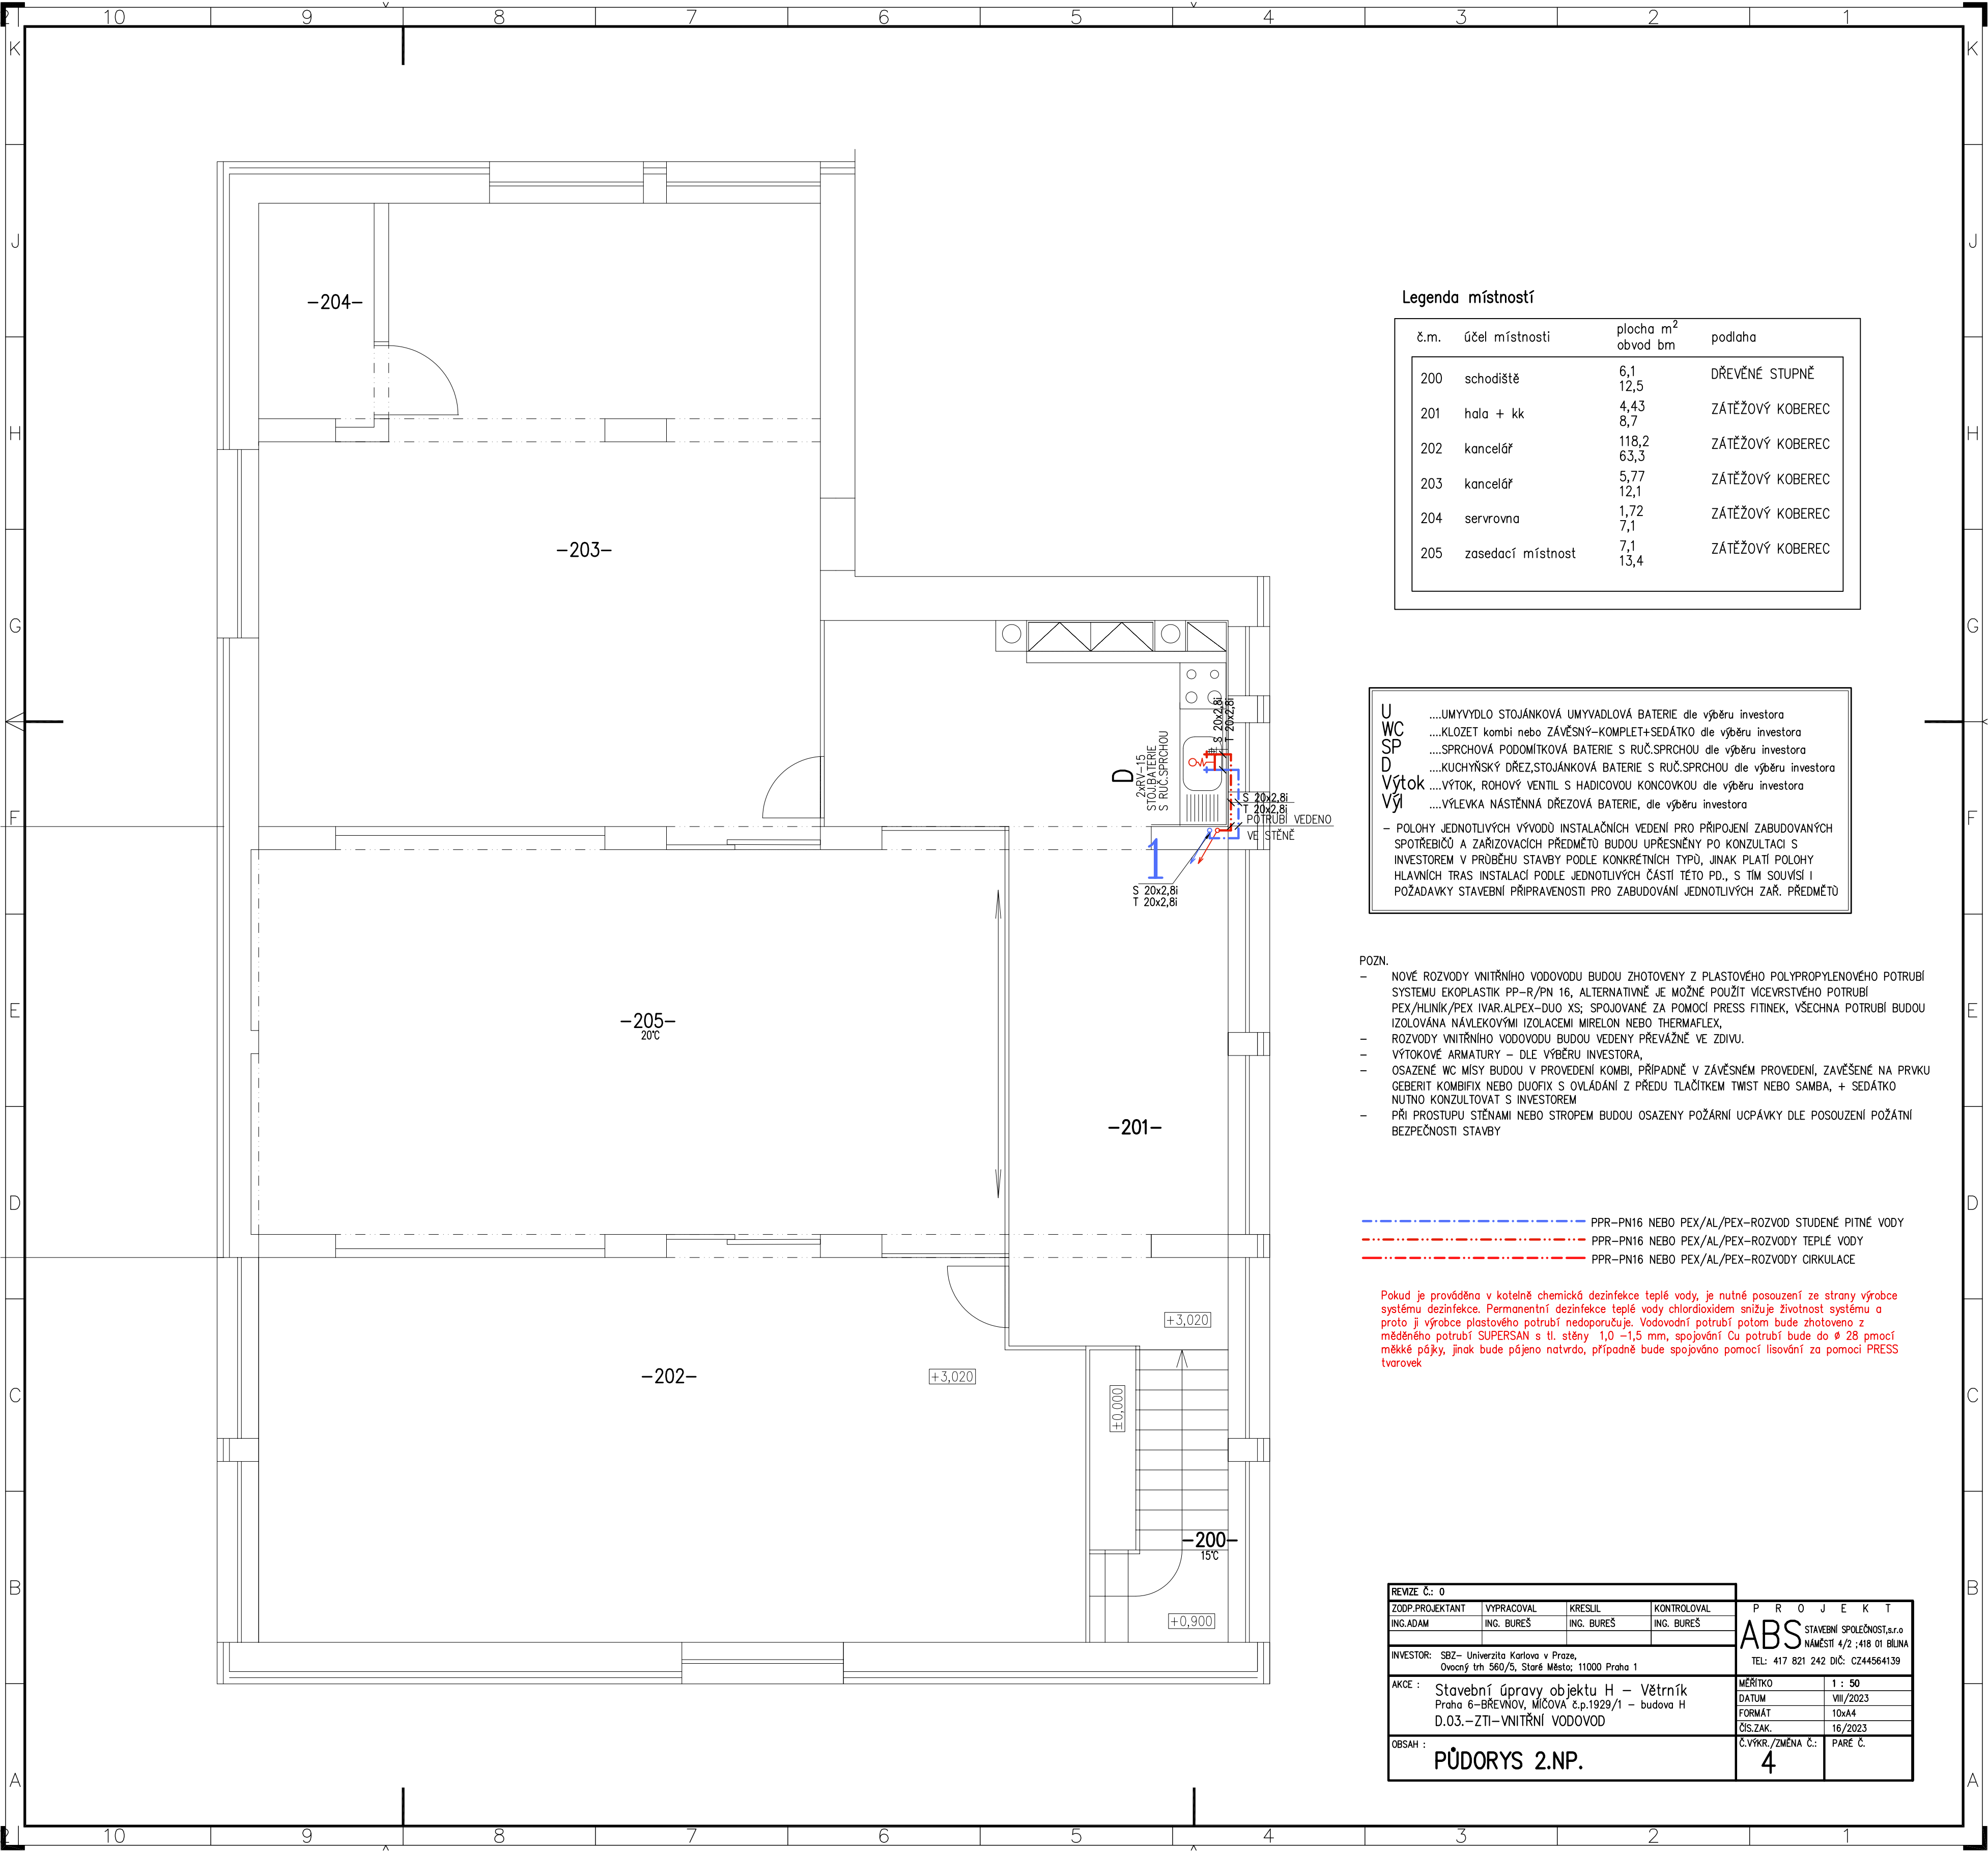 10 9 8 7 6 5 4 3 2 1
K
J
H
G
F
E
D
C
B
A
-204-
-203-
-205-
20°C
-201-
-202-
-200-
15°C
+3,020
+3,020
±0,000
+0,900
D
2xRV-15
STOJ.BATERIE
S RUČ.SPRCHOU
S 20x2,8i
T 20x2,8i
S 20x2,8i
T 20x2,8i
POTRUBÍ VEDENO
VE STĚNĚ
1
S 20x2,8i
T 20x2,8i
Legenda místností
č.m. účel místnosti plocha m² podlaha
obvod bm
200 schodiště 6,1 DŘEVĚNÉ STUPNĚ
12,5
201 hala + kk 4,43 ZÁTĚŽOVÝ KOBEREC
8,7
202 kancelář 118,2 ZÁTĚŽOVÝ KOBEREC
63,3
203 kancelář 5,77 ZÁTĚŽOVÝ KOBEREC
12,1
204 servrovna 1,72 ZÁTĚŽOVÝ KOBEREC
7,1
205 zasedací místnost 7,1 ZÁTĚŽOVÝ KOBEREC
13,4
U ....UMYVYDLO STOJÁNKOVÁ UMYVADLOVÁ BATERIE dle výběru investora
WC ....KLOZET kombi nebo ZÁVĚSNÝ-KOMPLET+SEDÁTKO dle výběru investora
SP ....SPRCHOVÁ PODOMÍTKOVÁ BATERIE S RUČ.SPRCHOU dle výběru investora
D ....KUCHYŇSKÝ DŘEZ,STOJÁNKOVÁ BATERIE S RUČ.SPRCHOU dle výběru investora
Výtok ....VÝTOK, ROHOVÝ VENTIL S HADICOVOU KONCOVKOU dle výběru investora
Výl ....VÝLEVKA NÁSTĚNNÁ DŘEZOVÁ BATERIE, dle výběru investora
- POLOHY JEDNOTLIVÝCH VÝVODŮ INSTALAČNÍCH VEDENÍ PRO PŘIPOJENÍ ZABUDOVANÝCH
SPOTŘEBIČŮ A ZAŘIZOVACÍCH PŘEDMĚTŮ BUDOU UPŘESNĚNY PO KONZULTACI S
INVESTOREM V PRŮBĚHU STAVBY PODLE KONKRÉTNÍCH TYPŮ, JINAK PLATÍ POLOHY
HLAVNÍCH TRAS INSTALACÍ PODLE JEDNOTLIVÝCH ČÁSTÍ TÉTO PD., S TÍM SOUVÍSÍ I
POŽADAVKY STAVEBNÍ PŘIPRAVENOSTI PRO ZABUDOVÁNÍ JEDNOTLIVÝCH ZAŘ. PŘEDMĚTŮ
POZN.
- NOVÉ ROZVODY VNITŘNÍHO VODOVODU BUDOU ZHOTOVENY Z PLASTOVÉHO POLYPROPYLENOVÉHO POTRUBÍ
SYSTEMU EKOPLASTIK PP-R/PN 16, ALTERNATIVNĚ JE MOŽNÉ POUŽÍT VÍCEVRSTVÉHO POTRUBÍ
PEX/HLINÍK/PEX IVAR.ALPEX-DUO XS; SPOJOVANÉ ZA POMOCÍ PRESS FITINEK, VŠECHNA POTRUBÍ BUDOU
IZOLOVÁNA NÁVLEKOVÝMI IZOLACEMI MIRELON NEBO THERMAFLEX,
- ROZVODY VNITŘNÍHO VODOVODU BUDOU VEDENY PŘEVÁŽNĚ VE ZDIVU.
- VÝTOKOVÉ ARMATURY - DLE VÝBĚRU INVESTORA,
- OSAZENÉ WC MÍSY BUDOU V PROVEDENÍ KOMBI, PŘÍPADNĚ V ZÁVĚSNÉM PROVEDENÍ, ZAVĚŠENÉ NA PRVKU
GEBERIT KOMBIFIX NEBO DUOFIX S OVLÁDÁNÍ Z PŘEDU TLAČÍTKEM TWIST NEBO SAMBA, + SEDÁTKO
NUTNO KONZULTOVAT S INVESTOREM
- PŘI PROSTUPU STĚNAMI NEBO STROPEM BUDOU OSAZENY POŽÁRNÍ UCPÁVKY DLE POSOUZENÍ POŽÁTNÍ
BEZPEČNOSTI STAVBY
PPR-PN16 NEBO PEX/AL/PEX-ROZVOD STUDENÉ PITNÉ VODY
PPR-PN16 NEBO PEX/AL/PEX-ROZVODY TEPLÉ VODY
PPR-PN16 NEBO PEX/AL/PEX-ROZVODY CIRKULACE
Pokud je prováděna v kotelně chemická dezinfekce teplé vody, je nutné posouzení ze strany výrobce
systému dezinfekce. Permanentní dezinfekce teplé vody chlordioxidem snižuje životnost systému a
proto ji výrobce plastového potrubí nedoporučuje. Vodovodní potrubí potom bude zhotoveno z
měděného potrubí SUPERSAN s tl. stěny 1,0 -1,5 mm, spojování Cu potrubí bude do ø 28 pmocí
měkké pájky, jinak bude pájeno natvrdo, případně bude spojováno pomocí lisování za pomoci PRESS
tvarovek
REVIZE Č.: 0
ZODP.PROJEKTANT VYPRACOVAL KRESLIL KONTROLOVAL
ING.ADAM ING. BUREŠ ING. BUREŠ ING. BUREŠ
P R O J E K T
ABS STAVEBNÍ SPOLEČNOST,s.r.o
NÁMĚSTÍ 4/2 ;418 01 BÍLINA
TEL: 417 821 242 DIČ: CZ44564139
INVESTOR: SBZ- Univerzita Karlova v Praze,
Ovocný trh 560/5, Staré Město; 11000 Praha 1
AKCE : Stavební úpravy objektu H - Větrník
Praha 6-BŘEVNOV, MÍČOVA č.p.1929/1 - budova H
D.03.-ZTI-VNITŘNÍ VODOVOD
MĚŘÍTKO 1 : 50
DATUM VIII/2023
FORMÁT 10xA4
ČÍS.ZAK. 16/2023
OBSAH : PŮDORYS 2.NP.
Č.VÝKR./ZMĚNA Č.: PARÉ Č.
4
K
J
H
G
F
E
D
C
B
A
10 9 8 7 6 5 4 3 2 1